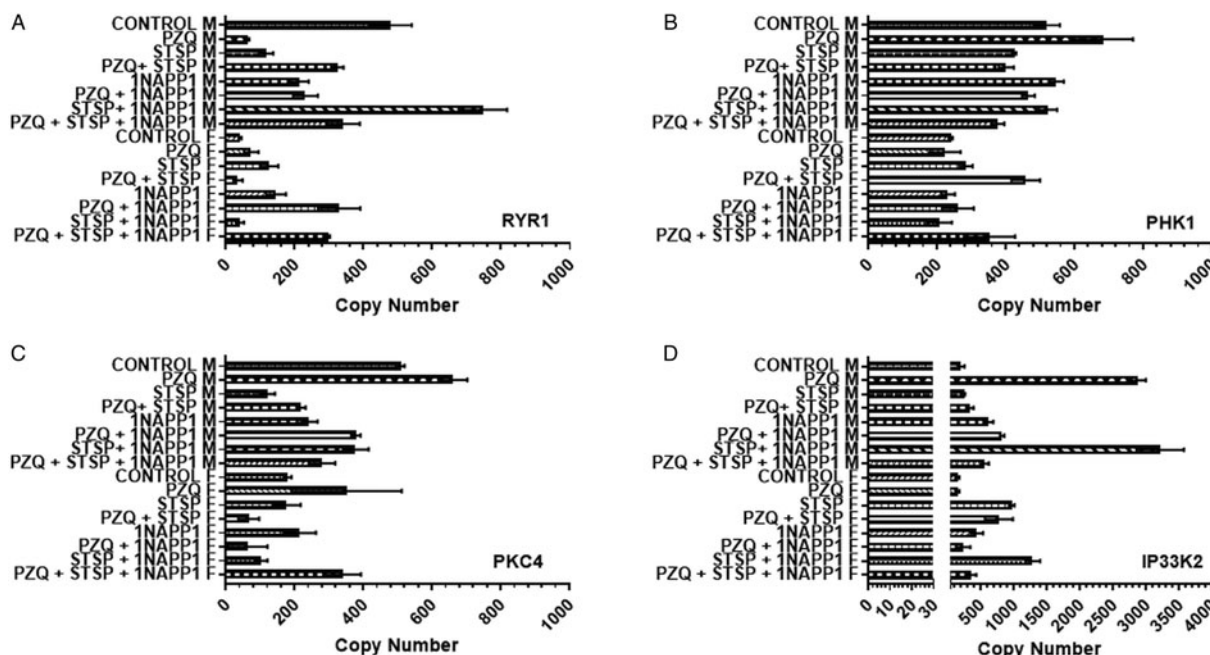 A
CONTROL M
PZQ M
STSP M
PZQ+ STSP M
1NAPP1 M
PZQ + 1NAPP1 M
STSP+ 1NAPP1 M
PZQ + STSP + 1NAPP1 M
CONTROL F
PZQ F
STSP F
PZQ + STSP F
1NAPP1 F
PZQ + 1NAPP1 F
STSP + 1NAPP1 F
PZQ + STSP + 1NAPP1 F
RYR1
0 200 400 600 800 1000
Copy Number
B
CONTROL M
PZQ M
STSP M
PZQ+ STSP M
1NAPP1 M
PZQ + 1NAPP1 M
STSP+ 1NAPP1 M
PZQ + STSP + 1NAPP1 M
CONTROL F
PZQ F
STSP F
PZQ + STSP F
1NAPP1 F
PZQ + 1NAPP1 F
STSP + 1NAPP1 F
PZQ + STSP + 1NAPP1 F
PHK1
0 200 400 600 800 1000
Copy Number
C
CONTROL M
PZQ M
STSP M
PZQ+ STSP M
1NAPP1 M
PZQ + 1NAPP1 M
STSP+ 1NAPP1 M
PZQ + STSP + 1NAPP1 M
CONTROL F
PZQ F
STSP F
PZQ + STSP F
1NAPP1 F
PZQ + 1NAPP1 F
STSP + 1NAPP1 F
PZQ + STSP + 1NAPP1 F
PKC4
0 200 400 600 800 1000
Copy Number
D
CONTROL M
PZQ M
STSP M
PZQ+ STSP M
1NAPP1 M
PZQ + 1NAPP1 M
STSP+ 1NAPP1 M
PZQ + STSP + 1NAPP1 M
CONTROL F
PZQ F
STSP F
PZQ + STSP F
1NAPP1 F
PZQ + 1NAPP1 F
STSP + 1NAPP1 F
PZQ + STSP + 1NAPP1 F
IP33K2
0 10 20 30 500 1000 1500 2000 2500 3000 3500 4000
Copy Number